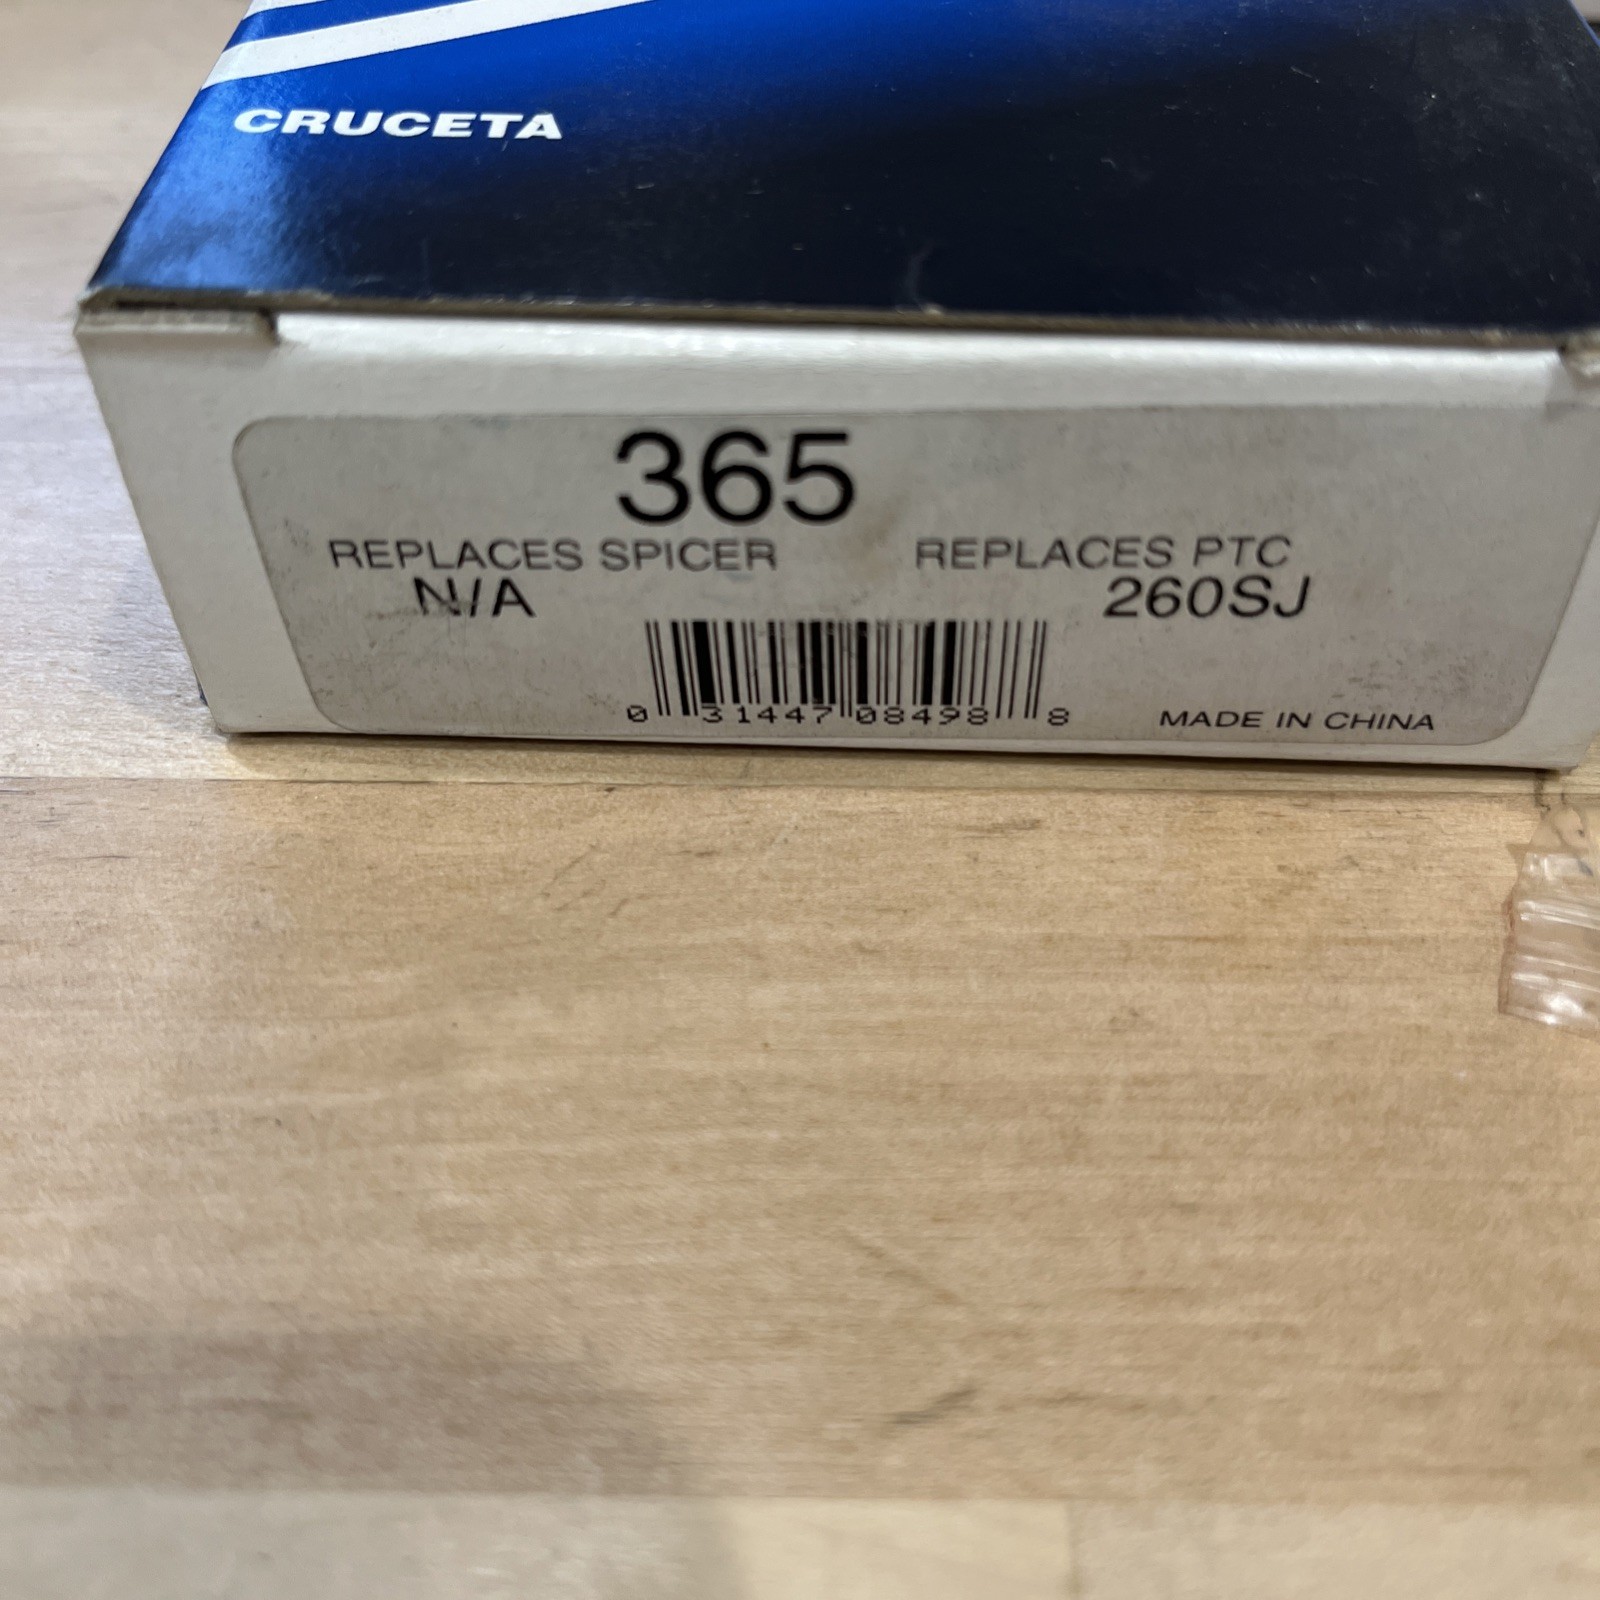 CRUCETA
365
REPLACES SPICER REPLACES PTC
N/A 260SJ
0 31447 08498 8 MADE IN CHINA